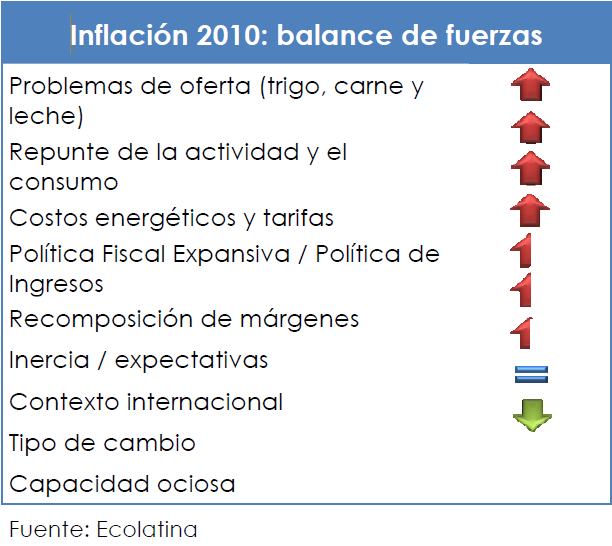 Inflación 2010: balance de fuerzas
Problemas de oferta (trigo, carne y
leche)
Repunte de la actividad y el
consumo
Costos energéticos y tarifas
Política Fiscal Expansiva / Política de
Ingresos
Recomposición de márgenes
Inercia / expectativas
Contexto internacional
Tipo de cambio
Capacidad ociosa
Fuente: Ecolatina